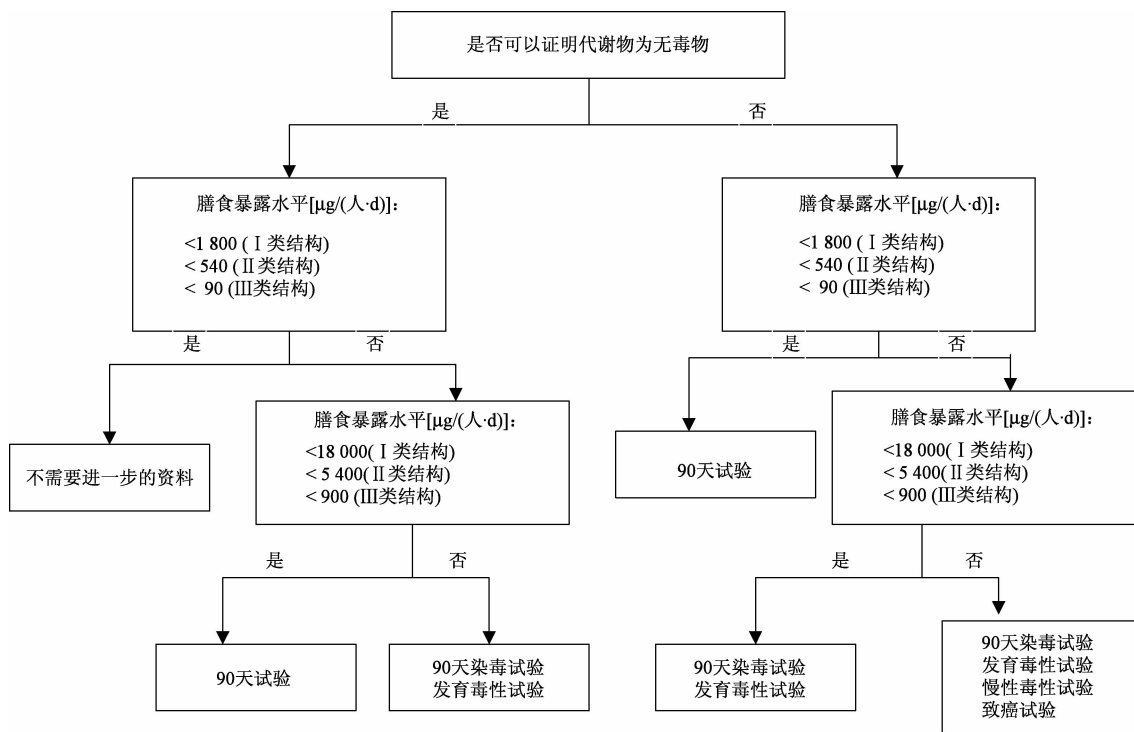 是否可以证明代谢物为无毒物
是
否
膳食暴露水平[μg/(人·d)]：
<1 800 (Ⅰ类结构)
< 540 (Ⅱ类结构)
< 90 (Ⅲ类结构)
膳食暴露水平[μg/(人·d)]：
<1 800 (Ⅰ类结构)
< 540 (Ⅱ类结构)
< 90 (Ⅲ类结构)
是
否
是
否
不需要进一步的资料
膳食暴露水平[μg/(人·d)]：
<18 000(Ⅰ类结构)
< 5 400(Ⅱ类结构)
< 900 (Ⅲ类结构)
90天试验
膳食暴露水平[μg/(人·d)]：
<18 000(Ⅰ类结构)
< 5 400(Ⅱ类结构)
< 900 (Ⅲ类结构)
是
否
是
否
90天试验
90天染毒试验
发育毒性试验
90天染毒试验
发育毒性试验
90天染毒试验
发育毒性试验
慢性毒性试验
致癌试验